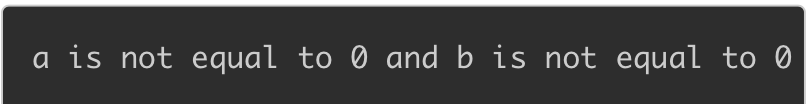 a is not equal to 0 and b is not equal to 0